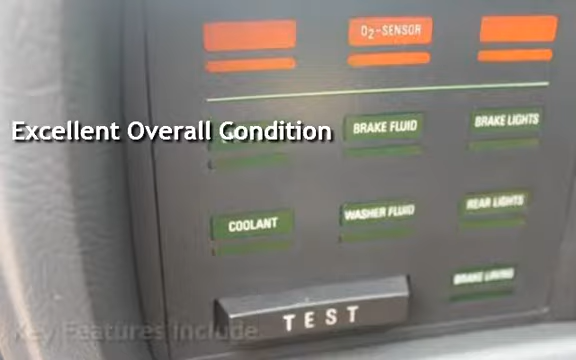 O2-SENSOR
BRAKE FLUID
BRAKE LIGHTS
Excellent Overall Condition
COOLANT
WASHER FLUID
REAR LIGHTS
BRAKE LINING
TEST
Key Features Include